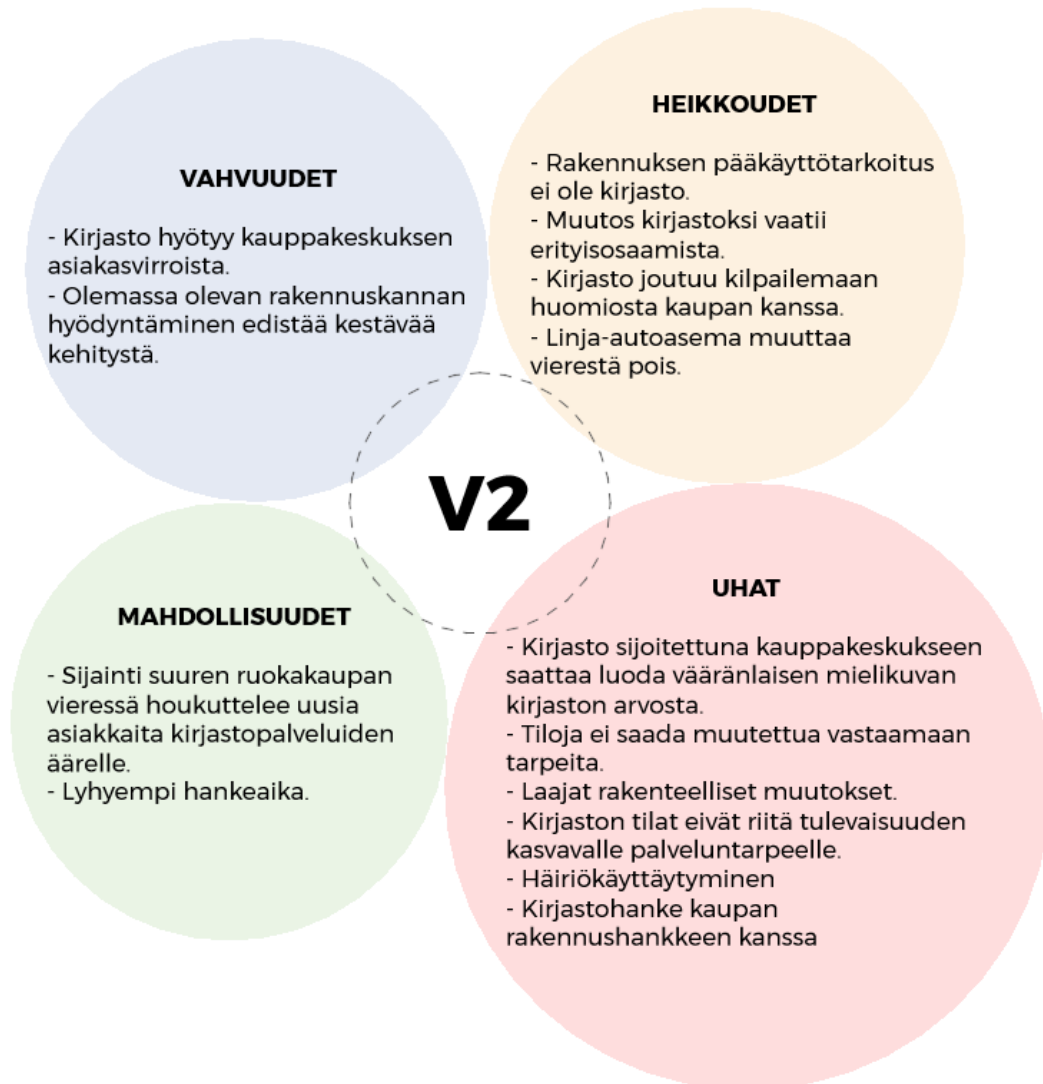 VAHVUUDET
- Kirjasto hyötyy kauppakeskuksen
asiakasvirroista.
- Olemassa olevan rakennuskannan
hyödyntäminen edistää kestävää
kehitystä.
HEIKKOUDET
- Rakennuksen pääkäyttötarkoitus
ei ole kirjasto.
- Muutos kirjastoksi vaatii
erityisosaamista.
- Kirjasto joutuu kilpailemaan
huomiosta kaupan kanssa.
- Linja-autoasema muuttaa
vierestä pois.
V2
MAHDOLLISUUDET
- Sijainti suuren ruokakaupan
vieressä houkuttelee uusia
asiakkaita kirjastopalveluiden
äärelle.
- Lyhyempi hankeaika.
UHAT
- Kirjasto sijoitettuna kauppakeskukseen
saattaa luoda vääränlaisen mielikuvan
kirjaston arvosta.
- Tiloja ei saada muutettua vastaamaan
tarpeita.
- Laajat rakenteelliset muutokset.
- Kirjaston tilat eivät riitä tulevaisuuden
kasvavalle palveluntarpeelle.
- Häiriökäyttäytyminen
- Kirjastohanke kaupan
rakennushankkeen kanssa